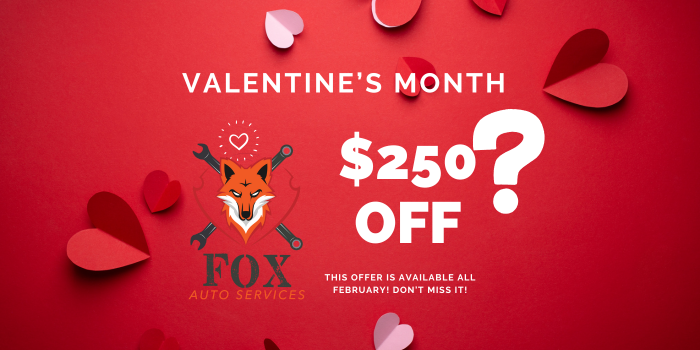 VALENTINE'S MONTH
$250?
OFF
FOX
AUTO SERVICES
THIS OFFER IS AVAILABLE ALL
FEBRUARY! DON'T MISS IT!